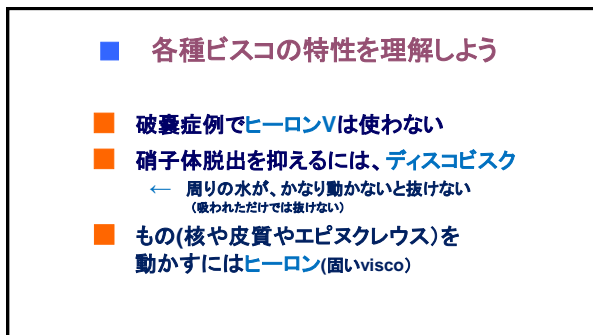 ■ 各種ビスコの特性を理解しよう
■ 破嚢症例でヒーロンVは使わない
■ 硝子体脱出を抑えるには、ディスコビスク
← 周りの水が、かなり動かないと抜けない
（吸われただけでは抜けない）
■ もの(核や皮質やエピヌクレウス）を
動かすにはヒーロン(固いvisco）